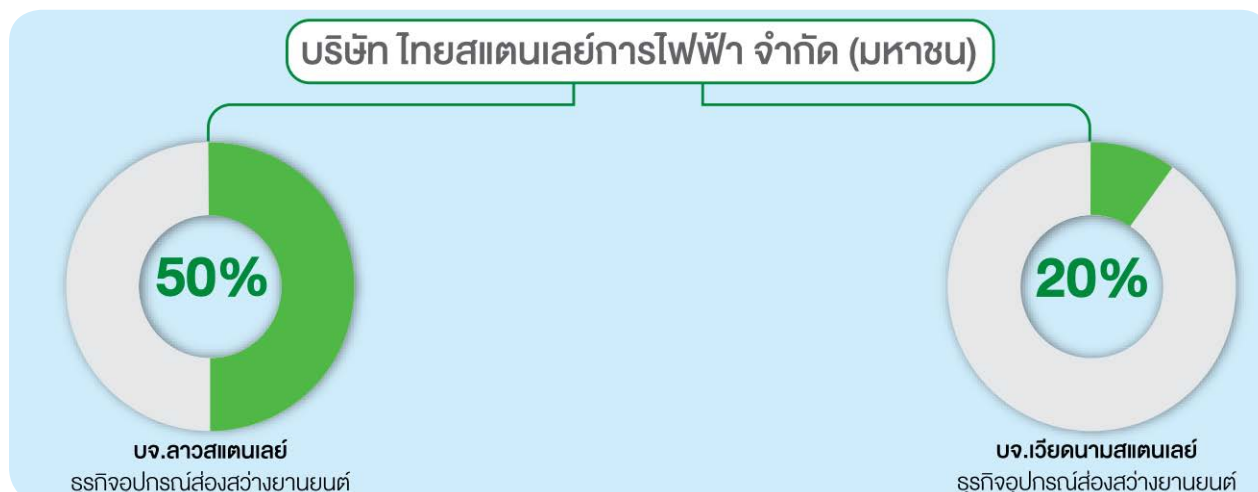 บริษัท ไทยสแตนเลย์การไฟฟ้า จำกัด (มหาชน)
50%
20%
บจ.ลาวสแตนเลย์
ธุรกิจอุปกรณ์ส่องสว่างยานยนต์
บจ.เวียดนามสแตนเลย์
ธุรกิจอุปกรณ์ส่องสว่างยานยนต์